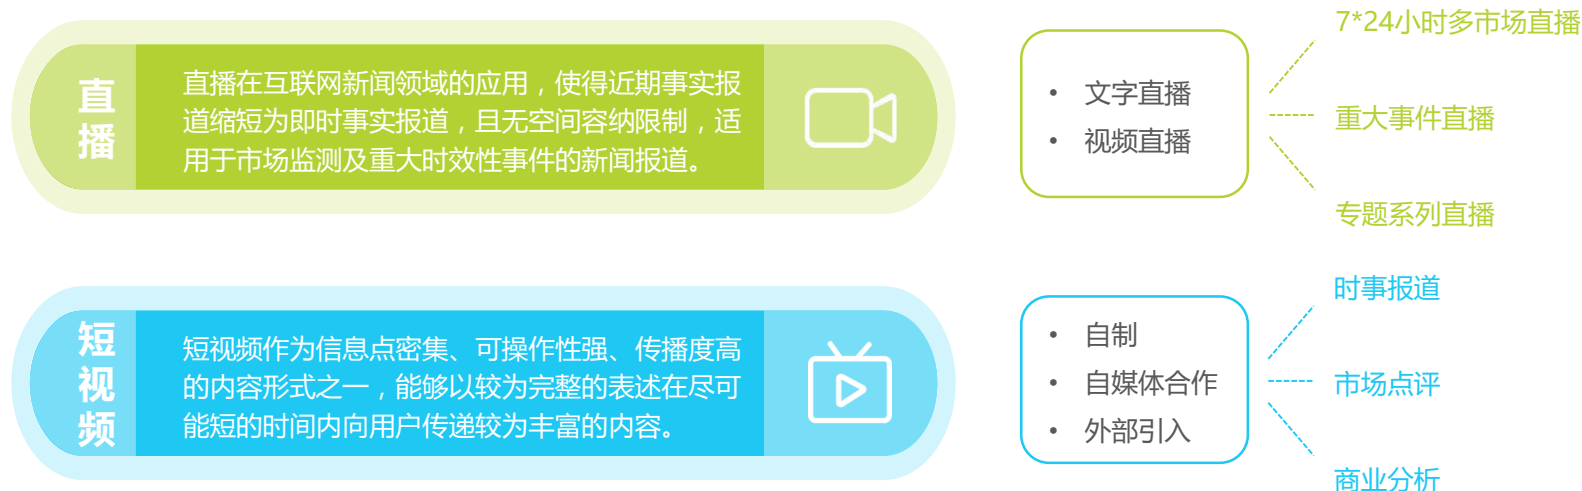 直播
直播在互联网新闻领域的应用，使得近期事实报
道缩短为即时事实报道，且无空间容纳限制，适
用于市场监测及重大时效性事件的新闻报道。
• 文字直播
• 视频直播
7*24小时多市场直播
重大事件直播
专题系列直播
短视频
短视频作为信息点密集、可操作性强、传播度高
的内容形式之一，能够以较为完整的表述在尽可
能短的时间内向用户传递较为丰富的内容。
• 自制
• 自媒体合作
• 外部引入
时事报道
市场点评
商业分析